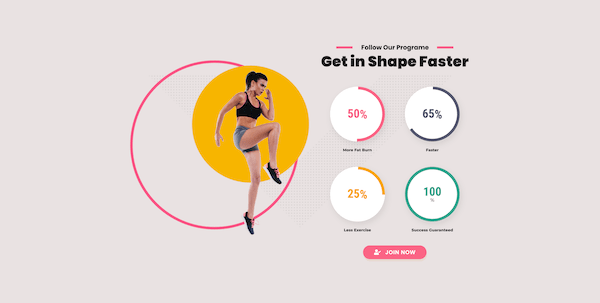 Follow Our Programe
Get in Shape Faster
50%
65%
More Fat Burn
Faster
25%
100
%
Less Exercise
Success Guaranteed
JOIN NOW